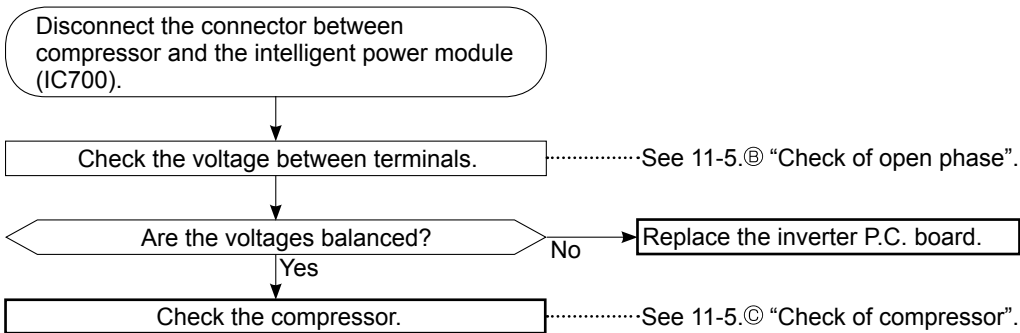 Disconnect the connector between
compressor and the intelligent power module
(IC700).
Check the voltage between terminals.
See 11-5.Ⓑ “Check of open phase”.
Are the voltages balanced?
No
Replace the inverter P.C. board.
Yes
Check the compressor.
See 11-5.Ⓒ “Check of compressor”.